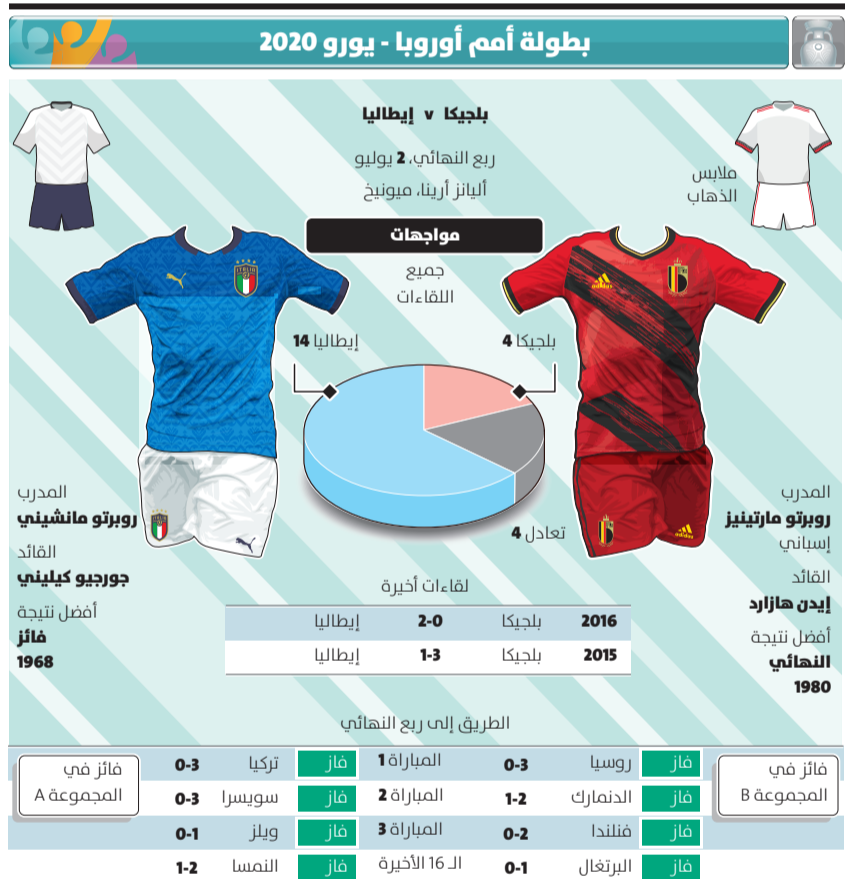 بطولة أمم أوروبا - يورو 2020
بلجيكا v إيطاليا
ربع النهائي، 2 يوليو
أليانز أرينا، ميونيخ
ملابس
الذهاب
مواجهات
جميع
اللقاءات
بلجيكا 4
إيطاليا 14
تعادل 4
adidas
ITALIA
adidas
المدرب
روبرتو مارتينيز
إسباني
القائد
إيدن هازارد
أفضل نتيجة
النهائي
1980
المدرب
روبرتو مانشيني
القائد
جورجيو كيليني
أفضل نتيجة
فائز
1968
لقاءات أخيرة
2016 بلجيكا 0-2 إيطاليا
2015 بلجيكا 3-1 إيطاليا
الطريق إلى ربع النهائي
فائز في
المجموعة B
فاز روسيا 3-0 المباراة 1 فاز تركيا 3-0
فاز الدنمارك 2-1 المباراة 2 فاز سويسرا 3-0
فاز فنلندا 2-0 المباراة 3 فاز ويلز 1-0
فاز البرتغال 1-0 الـ 16 الأخيرة فاز النمسا 2-1
فائز في
المجموعة A